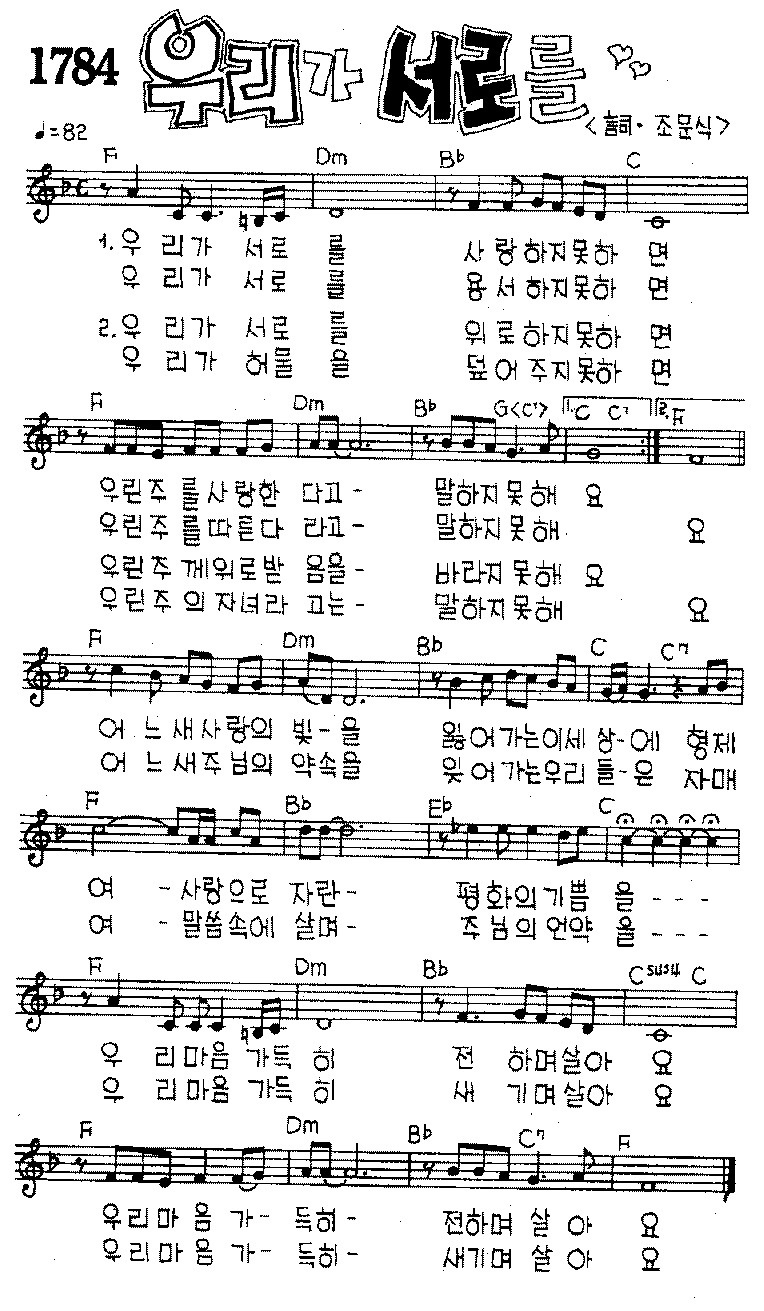 1784 우리가 서로를
<曲詞·조문식>
♩=82
F Dm B♭ C
1. 우 리가 서로 를 사 랑하지못하 면
우 리가 서로 를 용 서하지못하 면
2. 우 리가 서로 를 위 로하지못하 면
우 리가 허물 을 덮 어주지못하 면
F Dm B♭ G<C7> 1. C C7 2. F
우린주를사랑한 다고- 말하지못해 요
우린주를따른다 라고- 말하지못해 요
우린주께위로받 음을- 바라지못해 요
우린주의자녀라 고는- 말하지못해 요
F Dm B♭ C C7
어느새사랑의 빛-을 잃어가는이세상-에 형제
어느새주님의 약속을 잊어가는우리들-은 자매
F B♭ E♭ C
여 -사랑으로 자란- 평화의기쁨 을---
여 -말씀속에 살며- 주님의언약 을---
F Dm B♭ Csus4 C
우 리마음 가득 히 전 하며살아 요
우 리마음 가득 히 새 기며살아 요
F Dm B♭ C7 F
우리마음 가- 득히- 전하며 살아 요
우리마음 가- 득히- 새기며 살아 요